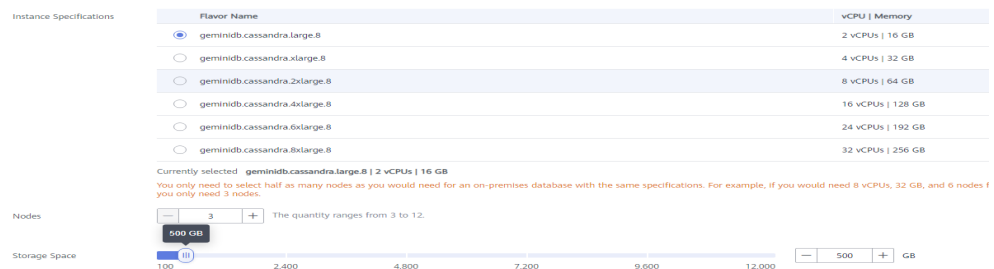 Instance Specifications
Flavor Name vCPU | Memory
geminidb.cassandra.large.8 2 vCPUs | 16 GB
geminidb.cassandra.xlarge.8 4 vCPUs | 32 GB
geminidb.cassandra.2xlarge.8 8 vCPUs | 64 GB
geminidb.cassandra.4xlarge.8 16 vCPUs | 128 GB
geminidb.cassandra.6xlarge.8 24 vCPUs | 192 GB
geminidb.cassandra.8xlarge.8 32 vCPUs | 256 GB
Currently selected geminidb.cassandra.large.8 | 2 vCPUs | 16 GB
You only need to select half as many nodes as you would need for an on-premises database with the same specifications. For example, if you would need 8 vCPUs, 32 GB, and 6 nodes f
you only need 3 nodes.
Nodes — 3 + The quantity ranges from 3 to 12.
500 GB
Storage Space — 500 + GB
100 2,400 4,800 7,200 9,600 12,000